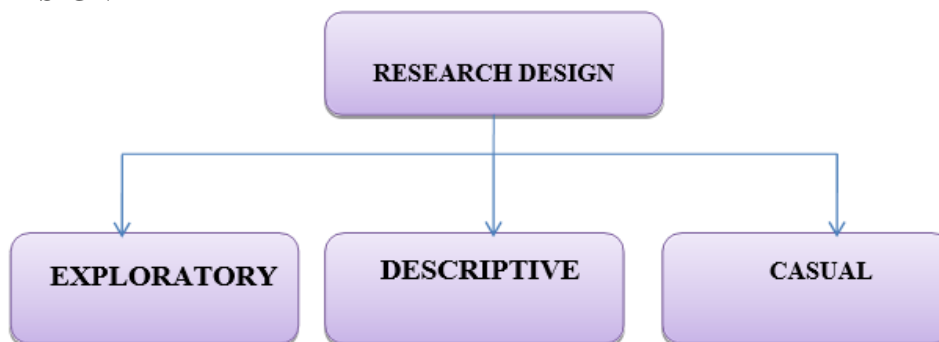 RESEARCH DESIGN
EXPLORATORY
DESCRIPTIVE
CASUAL